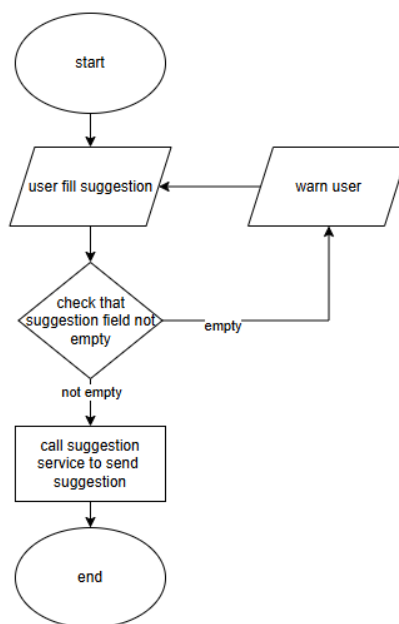 start
user fill suggestion
warn user
check that
suggestion field not
empty
empty
not empty
call suggestion
service to send
suggestion
end